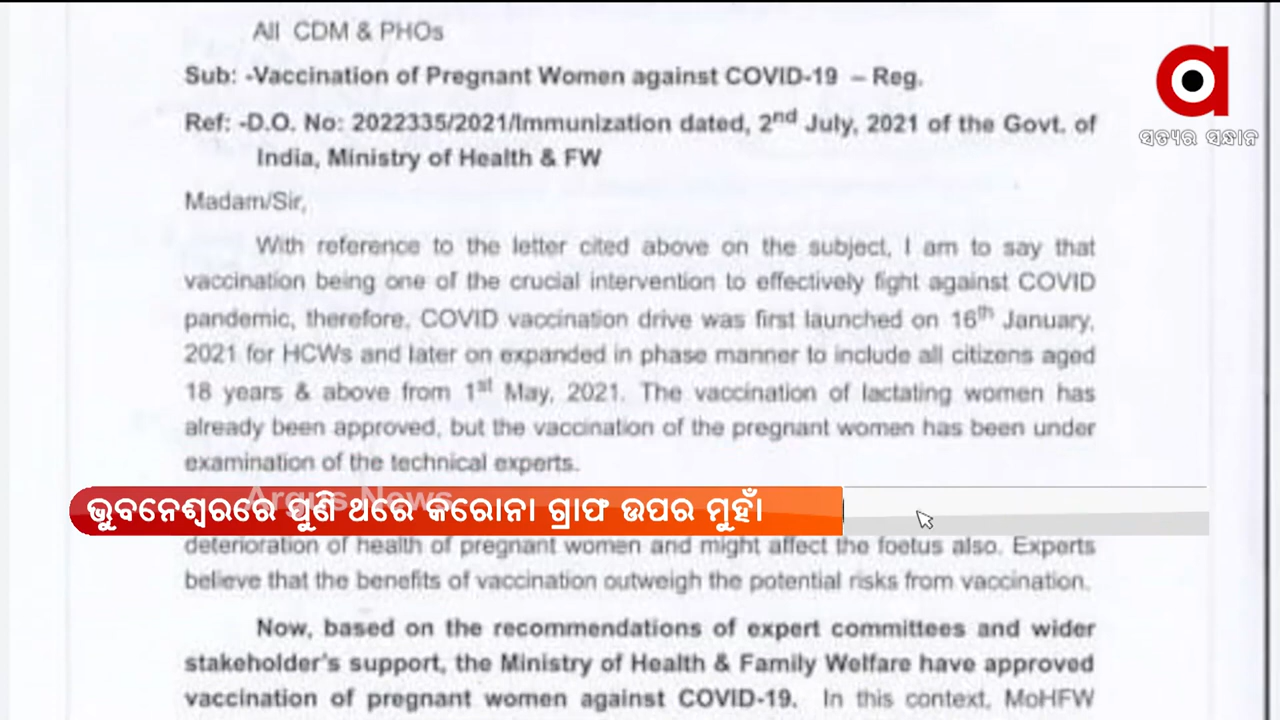 All CDM & PHOs
Sub: -Vaccination of Pregnant Women against COVID-19 – Reg.
Ref: -D.O. No: 2022335/2021/Immunization dated, 2nd July, 2021 of the Govt. of
India, Ministry of Health & FW
ସତ୍ୟର ସନ୍ଧାନ
Madam/Sir,
With reference to the letter cited above on the subject, I am to say that
vaccination being one of the crucial intervention to effectively fight against COVID
pandemic, therefore, COVID vaccination drive was first launched on 16th January,
2021 for HCWs and later on expanded in phase manner to include all citizens aged
18 years & above from 1st May, 2021. The vaccination of lactating women has
already been approved, but the vaccination of the pregnant women has been under
examination of the technical experts.
Argus News
ଭୁବନେଶ୍ୱରରେ ପୁଣି ଥରେ କରୋନା ଗ୍ରାଫ ଉପର ମୁହାଁ
deterioration of health of pregnant women and might affect the foetus also. Experts
believe that the benefits of vaccination outweigh the potential risks from vaccination.
Now, based on the recommendations of expert committees and wider
stakeholder's support, the Ministry of Health & Family Welfare have approved
vaccination of pregnant women against COVID-19. In this context, MoHFW